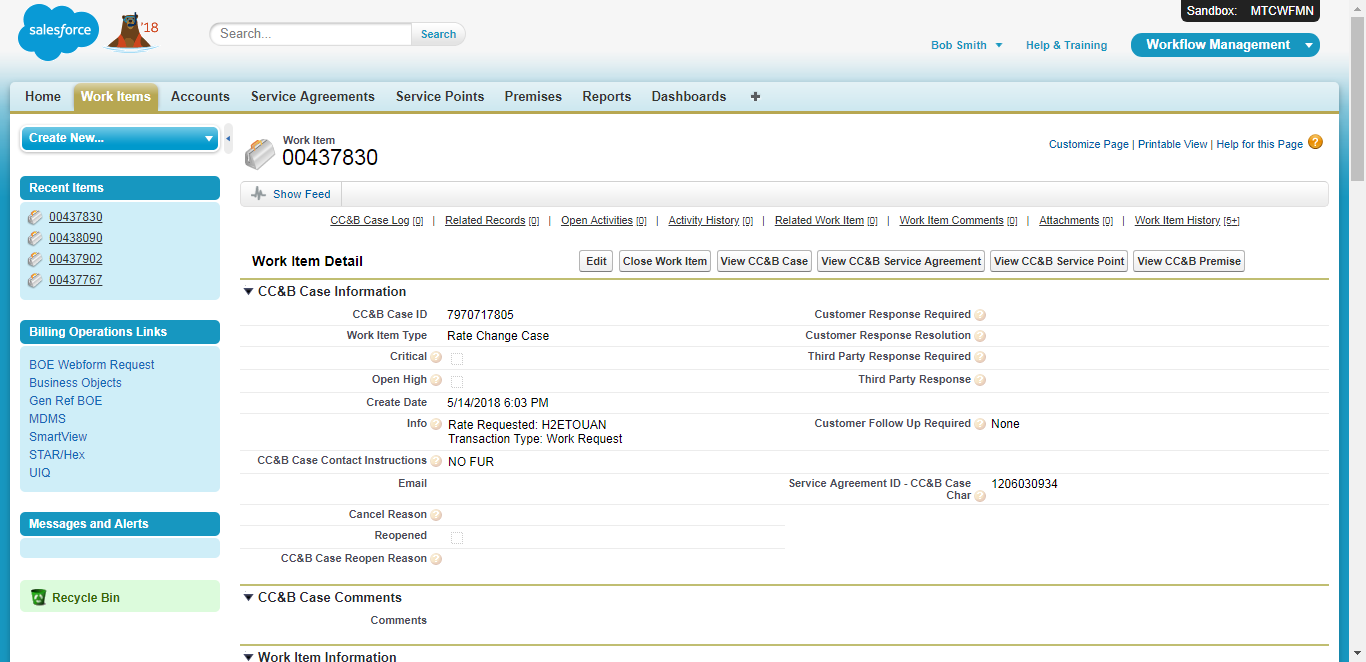 Sandbox: MTCWFMN
salesforce '18
Search... Search
Bob Smith Help & Training Workflow Management
Home Work Items Accounts Service Agreements Service Points Premises Reports Dashboards +
Create New...
Recent Items
00437830
00438090
00437902
00437767
Billing Operations Links
BOE Webform Request
Business Objects
Gen Ref BOE
MDMS
SmartView
STAR/Hex
UIQ
Messages and Alerts
Recycle Bin
Work Item
00437830
Customize Page | Printable View | Help for this Page ?
Show Feed
CC&B Case Log [0] | Related Records [0] | Open Activities [0] | Activity History [0] | Related Work Item [0] | Work Item Comments [0] | Attachments [0] | Work Item History [5+]
Work Item Detail Edit Close Work Item View CC&B Case View CC&B Service Agreement View CC&B Service Point View CC&B Premise
CC&B Case Information
CC&B Case ID 7970717805 Customer Response Required ?
Work Item Type Rate Change Case Customer Response Resolution ?
Critical ? Third Party Response Required ?
Open High ? Third Party Response ?
Create Date 5/14/2018 6:03 PM
Info ? Rate Requested: H2ETOUAN Customer Follow Up Required ? None
Transaction Type: Work Request
CC&B Case Contact Instructions ? NO FUR
Email Service Agreement ID - CC&B Case 1206030934
Char ?
Cancel Reason ?
Reopened
CC&B Case Reopen Reason ?
CC&B Case Comments
Comments
Work Item Information